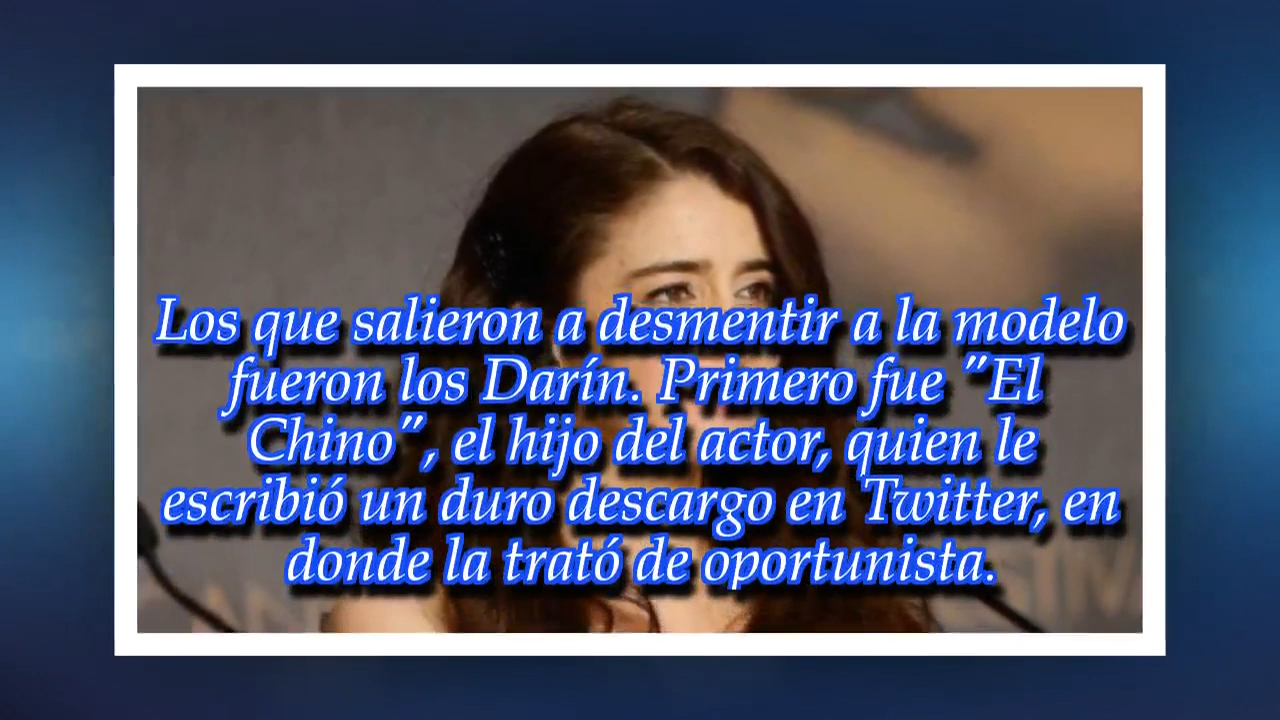 Los que salieron a desmentir a la modelo
fueron los Darín. Primero fue "El
Chino", el hijo del actor, quien le
escribió un duro descargo en Twitter, en
donde la trató de oportunista.